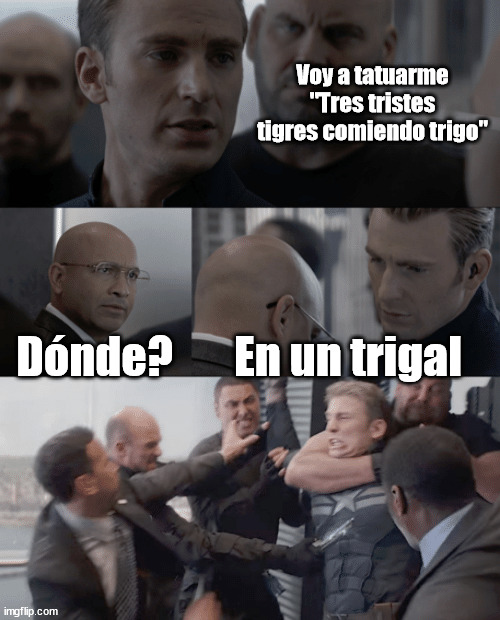 Voy a tatuarme
"Tres tristes
tigres comiendo trigo"
Dónde?
En un trigal
imgflip.com